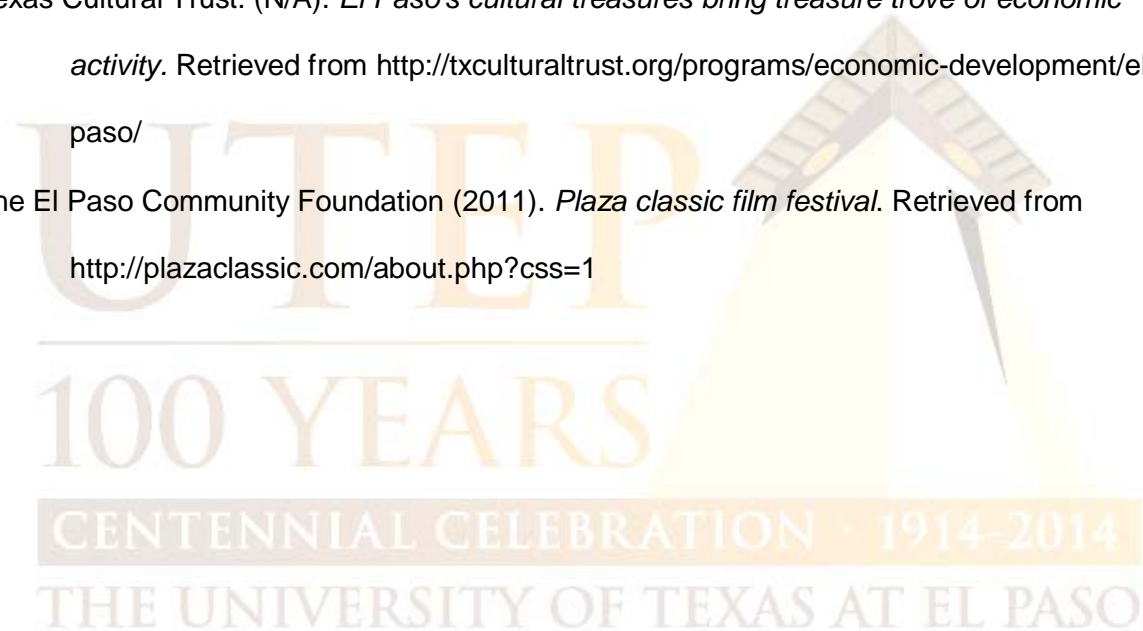 exas Cultural Trust. (N/A). El Paso's cultural treasures bring treasure trove of economic
activity. Retrieved from http://txculturaltrust.org/programs/economic-development/el
paso/
he El Paso Community Foundation (2011). Plaza classic film festival. Retrieved from
http://plazaclassic.com/about.php?css=1
UTEP
100 YEARS
CENTENNIAL CELEBRATION · 1914-2014
THE UNIVERSITY OF TEXAS AT EL PASO